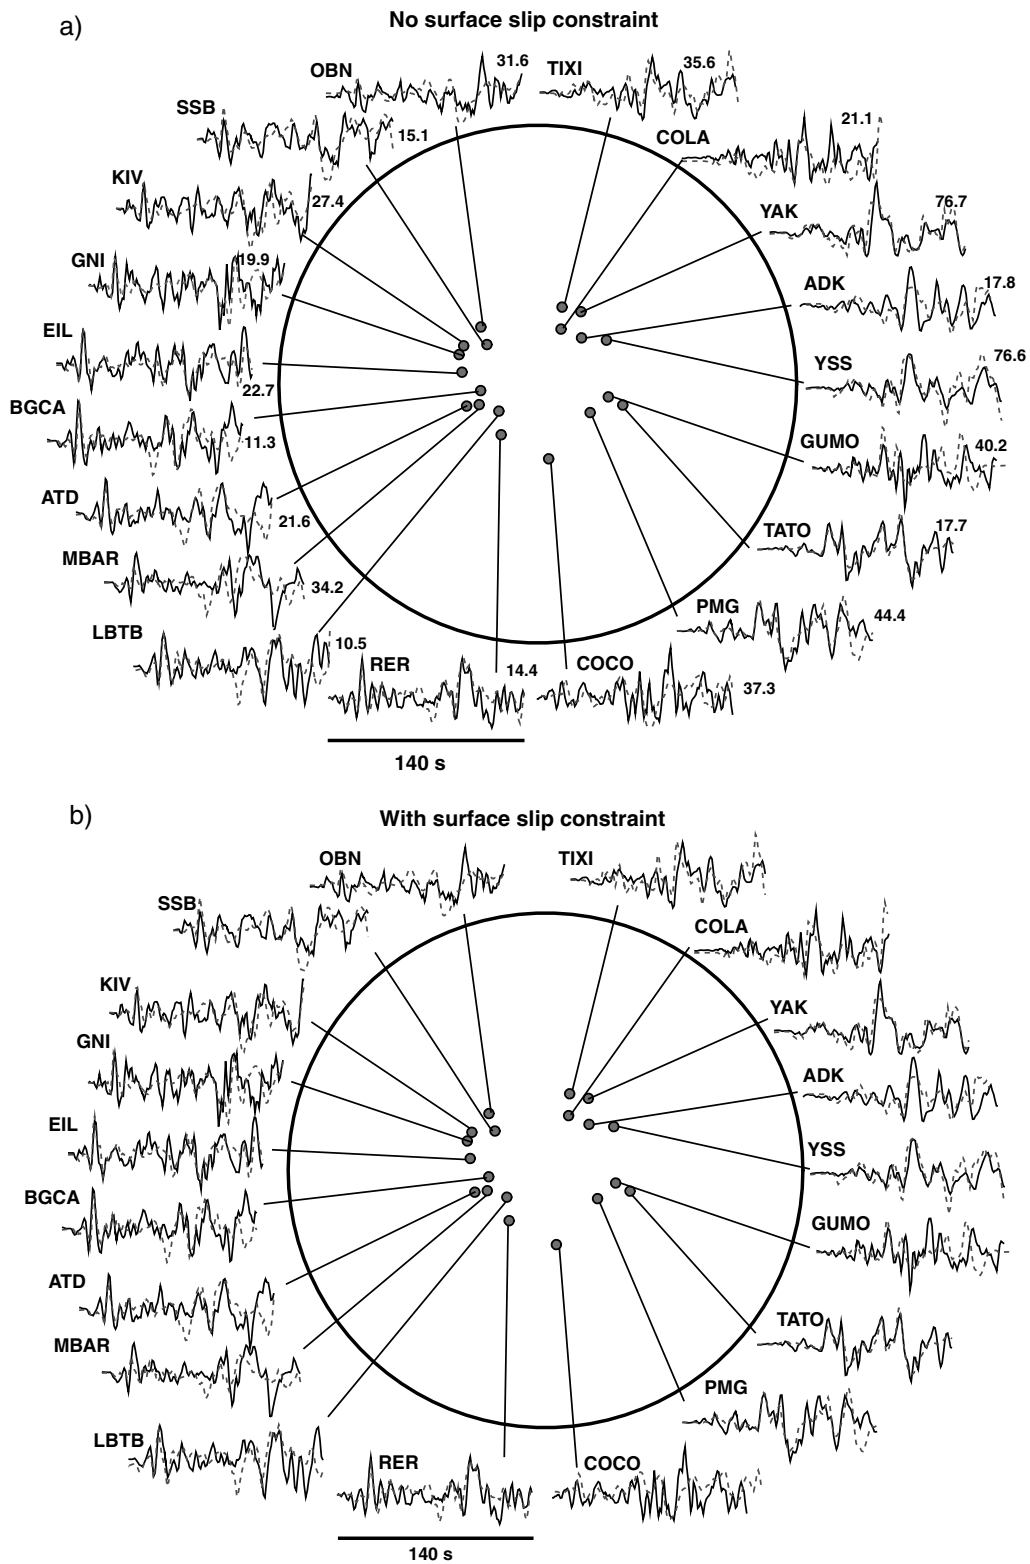 a)
No surface slip constraint
OBN
31.6
TIXI
35.6
SSB
15.1
COLA
21.1
KIV
27.4
YAK
76.7
GNI
19.9
ADK
17.8
EIL
22.7
YSS
76.6
BGCA
11.3
GUMO
40.2
ATD
21.6
TATO
17.7
MBAR
34.2
PMG
44.4
LBTB
10.5
RER
14.4
COCO
37.3
140 s
b)
With surface slip constraint
OBN
TIXI
SSB
COLA
KIV
YAK
GNI
ADK
EIL
YSS
BGCA
GUMO
ATD
TATO
MBAR
PMG
LBTB
RER
COCO
140 s